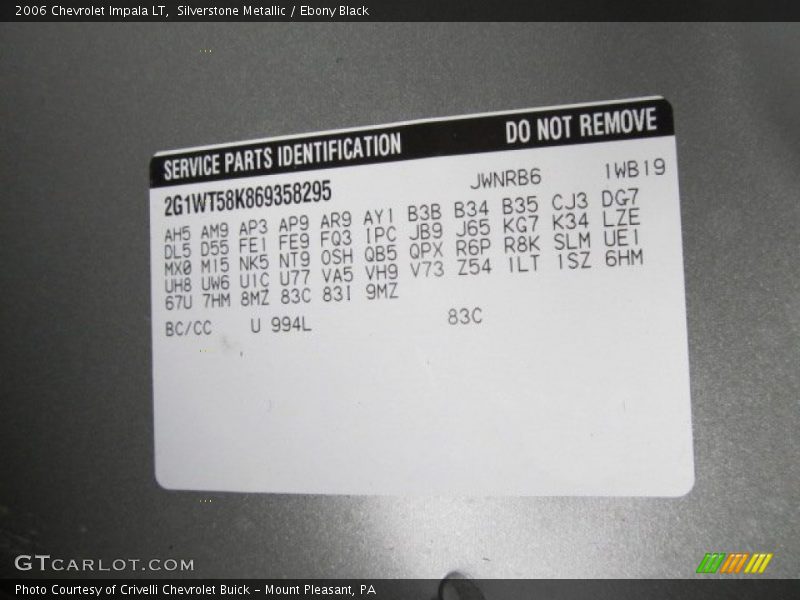 2006 Chevrolet Impala LT,  Silverstone Metallic / Ebony Black
SERVICE PARTS IDENTIFICATION DO NOT REMOVE
2G1WT58K869358295 JWNRB6 1WB19
AH5 AM9 AP3 AP9 AR9 AY1 B3B B34 B35 CJ3 DG7
DL5 D55 FE1 FE9 FQ3 IPC JB9 J65 KG7 K34 LZE
MX0 M15 NK5 NT9 OSH QB5 QPX R6P R8K SLM UE1
UH8 UW6 U1C U77 VA5 VH9 V73 Z54 1LT 1SZ 6HM
67U 7HM 8MZ 83C 83I 9MZ
BC/CC U 994L 83C
GTCARLOT.COM
Photo Courtesy of Crivelli Chevrolet Buick – Mount Pleasant, PA